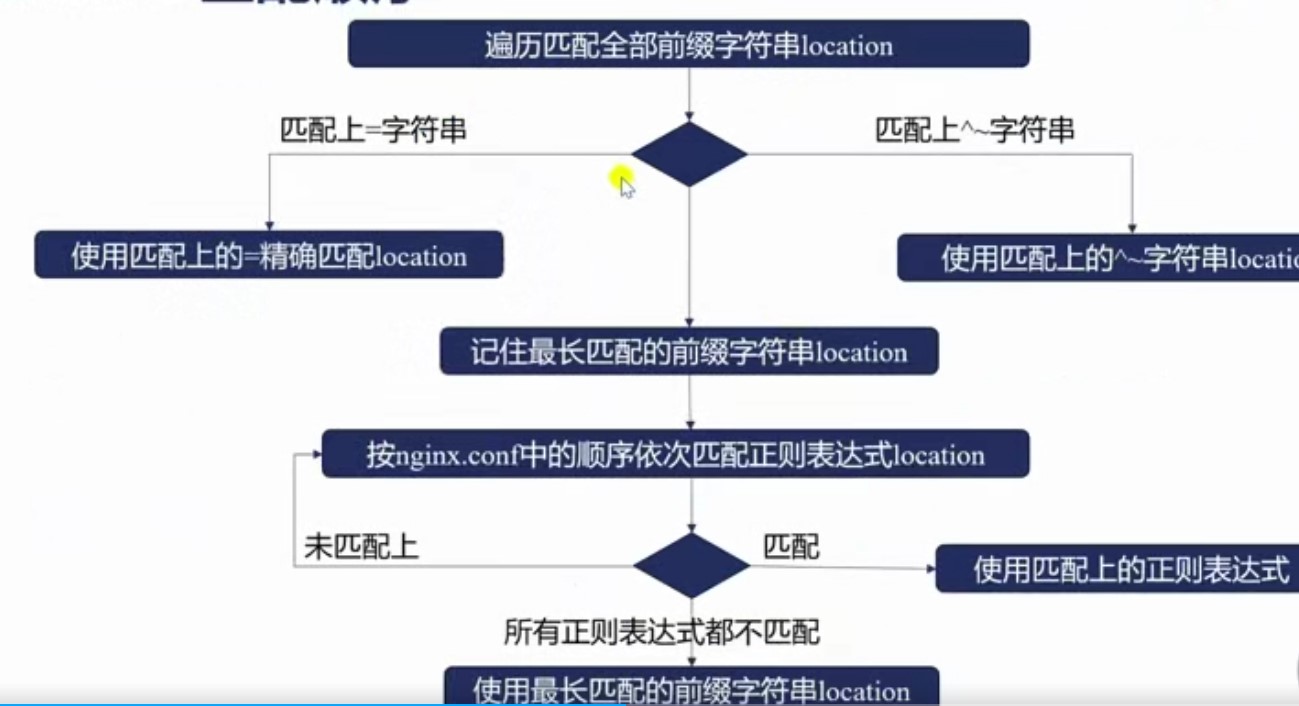 遍历匹配全部前缀字符串location
匹配上=字符串
匹配上^~字符串
使用匹配上的=精确匹配location
使用匹配上的^~字符串locatio
记住最长匹配的前缀字符串location
按nginx.conf中的顺序依次匹配正则表达式location
未匹配上
匹配
使用匹配上的正则表达式
所有正则表达式都不匹配
使用最长匹配的前缀字符串location